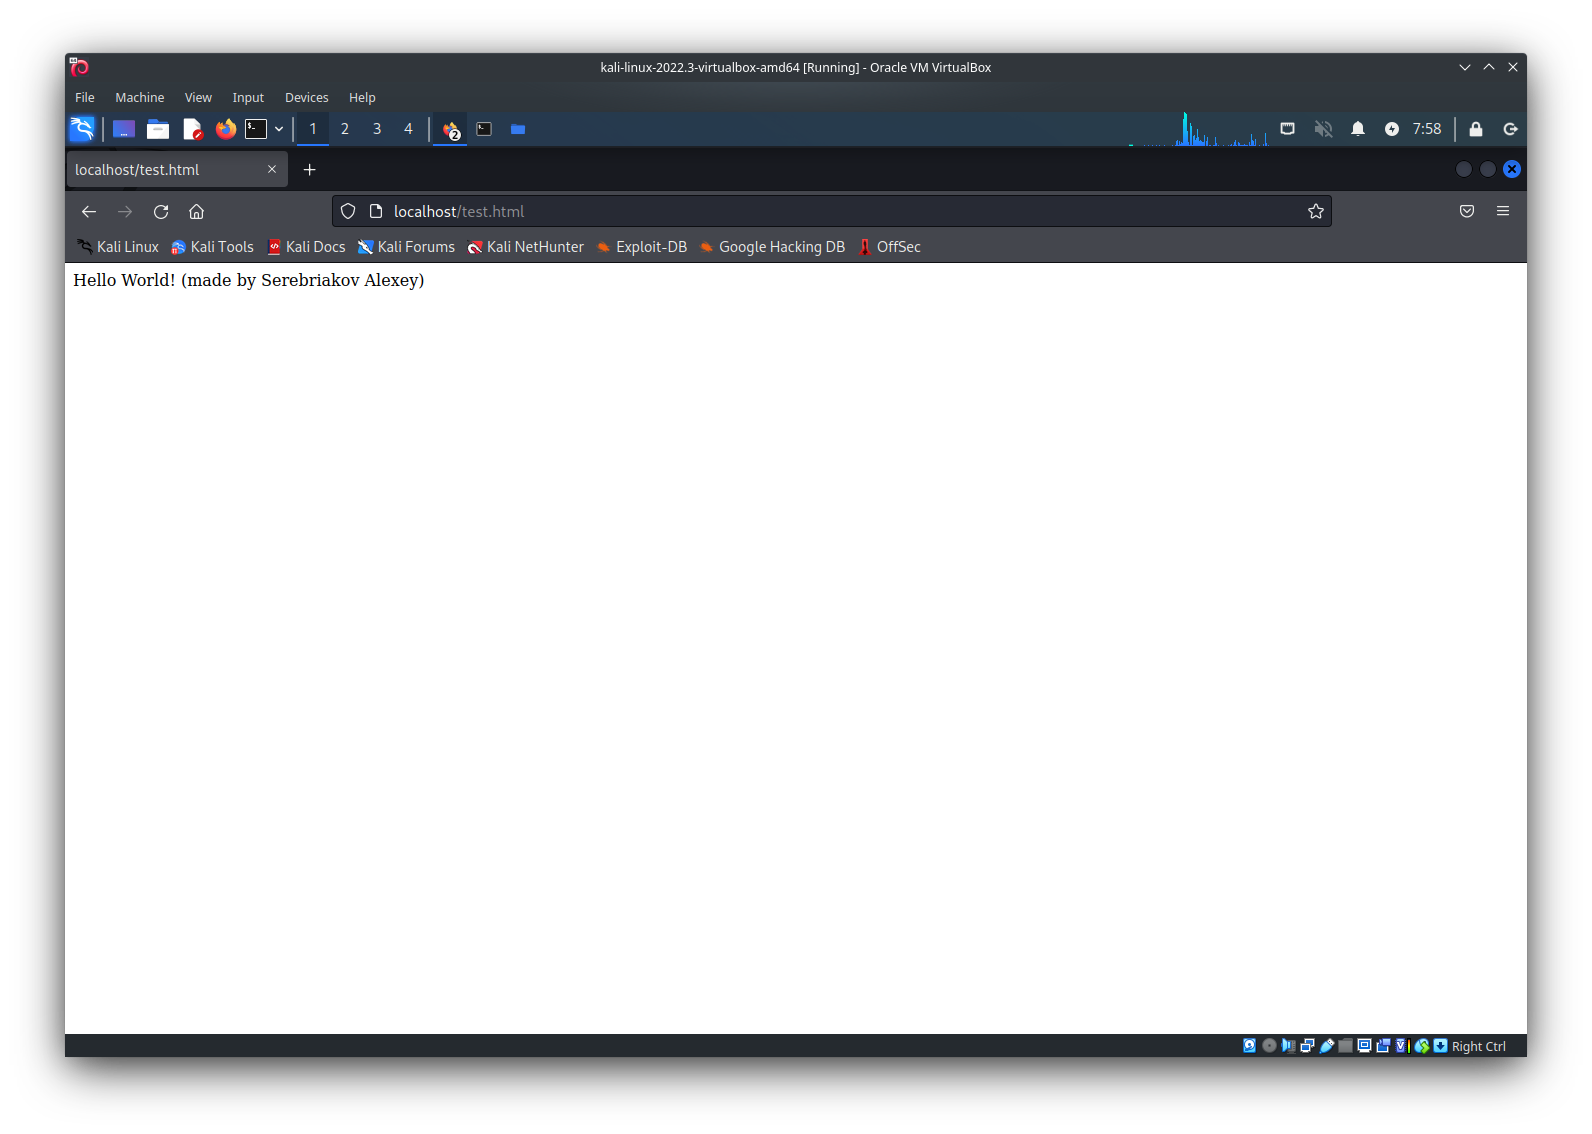 kali-linux-2022.3-virtualbox-amd64 [Running] - Oracle VM VirtualBox
File Machine View Input Devices Help
1 2 3 4 2 7:58
localhost/test.html
localhost/test.html
Kali Linux Kali Tools Kali Docs Kali Forums Kali NetHunter Exploit-DB Google Hacking DB OffSec
Hello World! (made by Serebriakov Alexey)
Right Ctrl